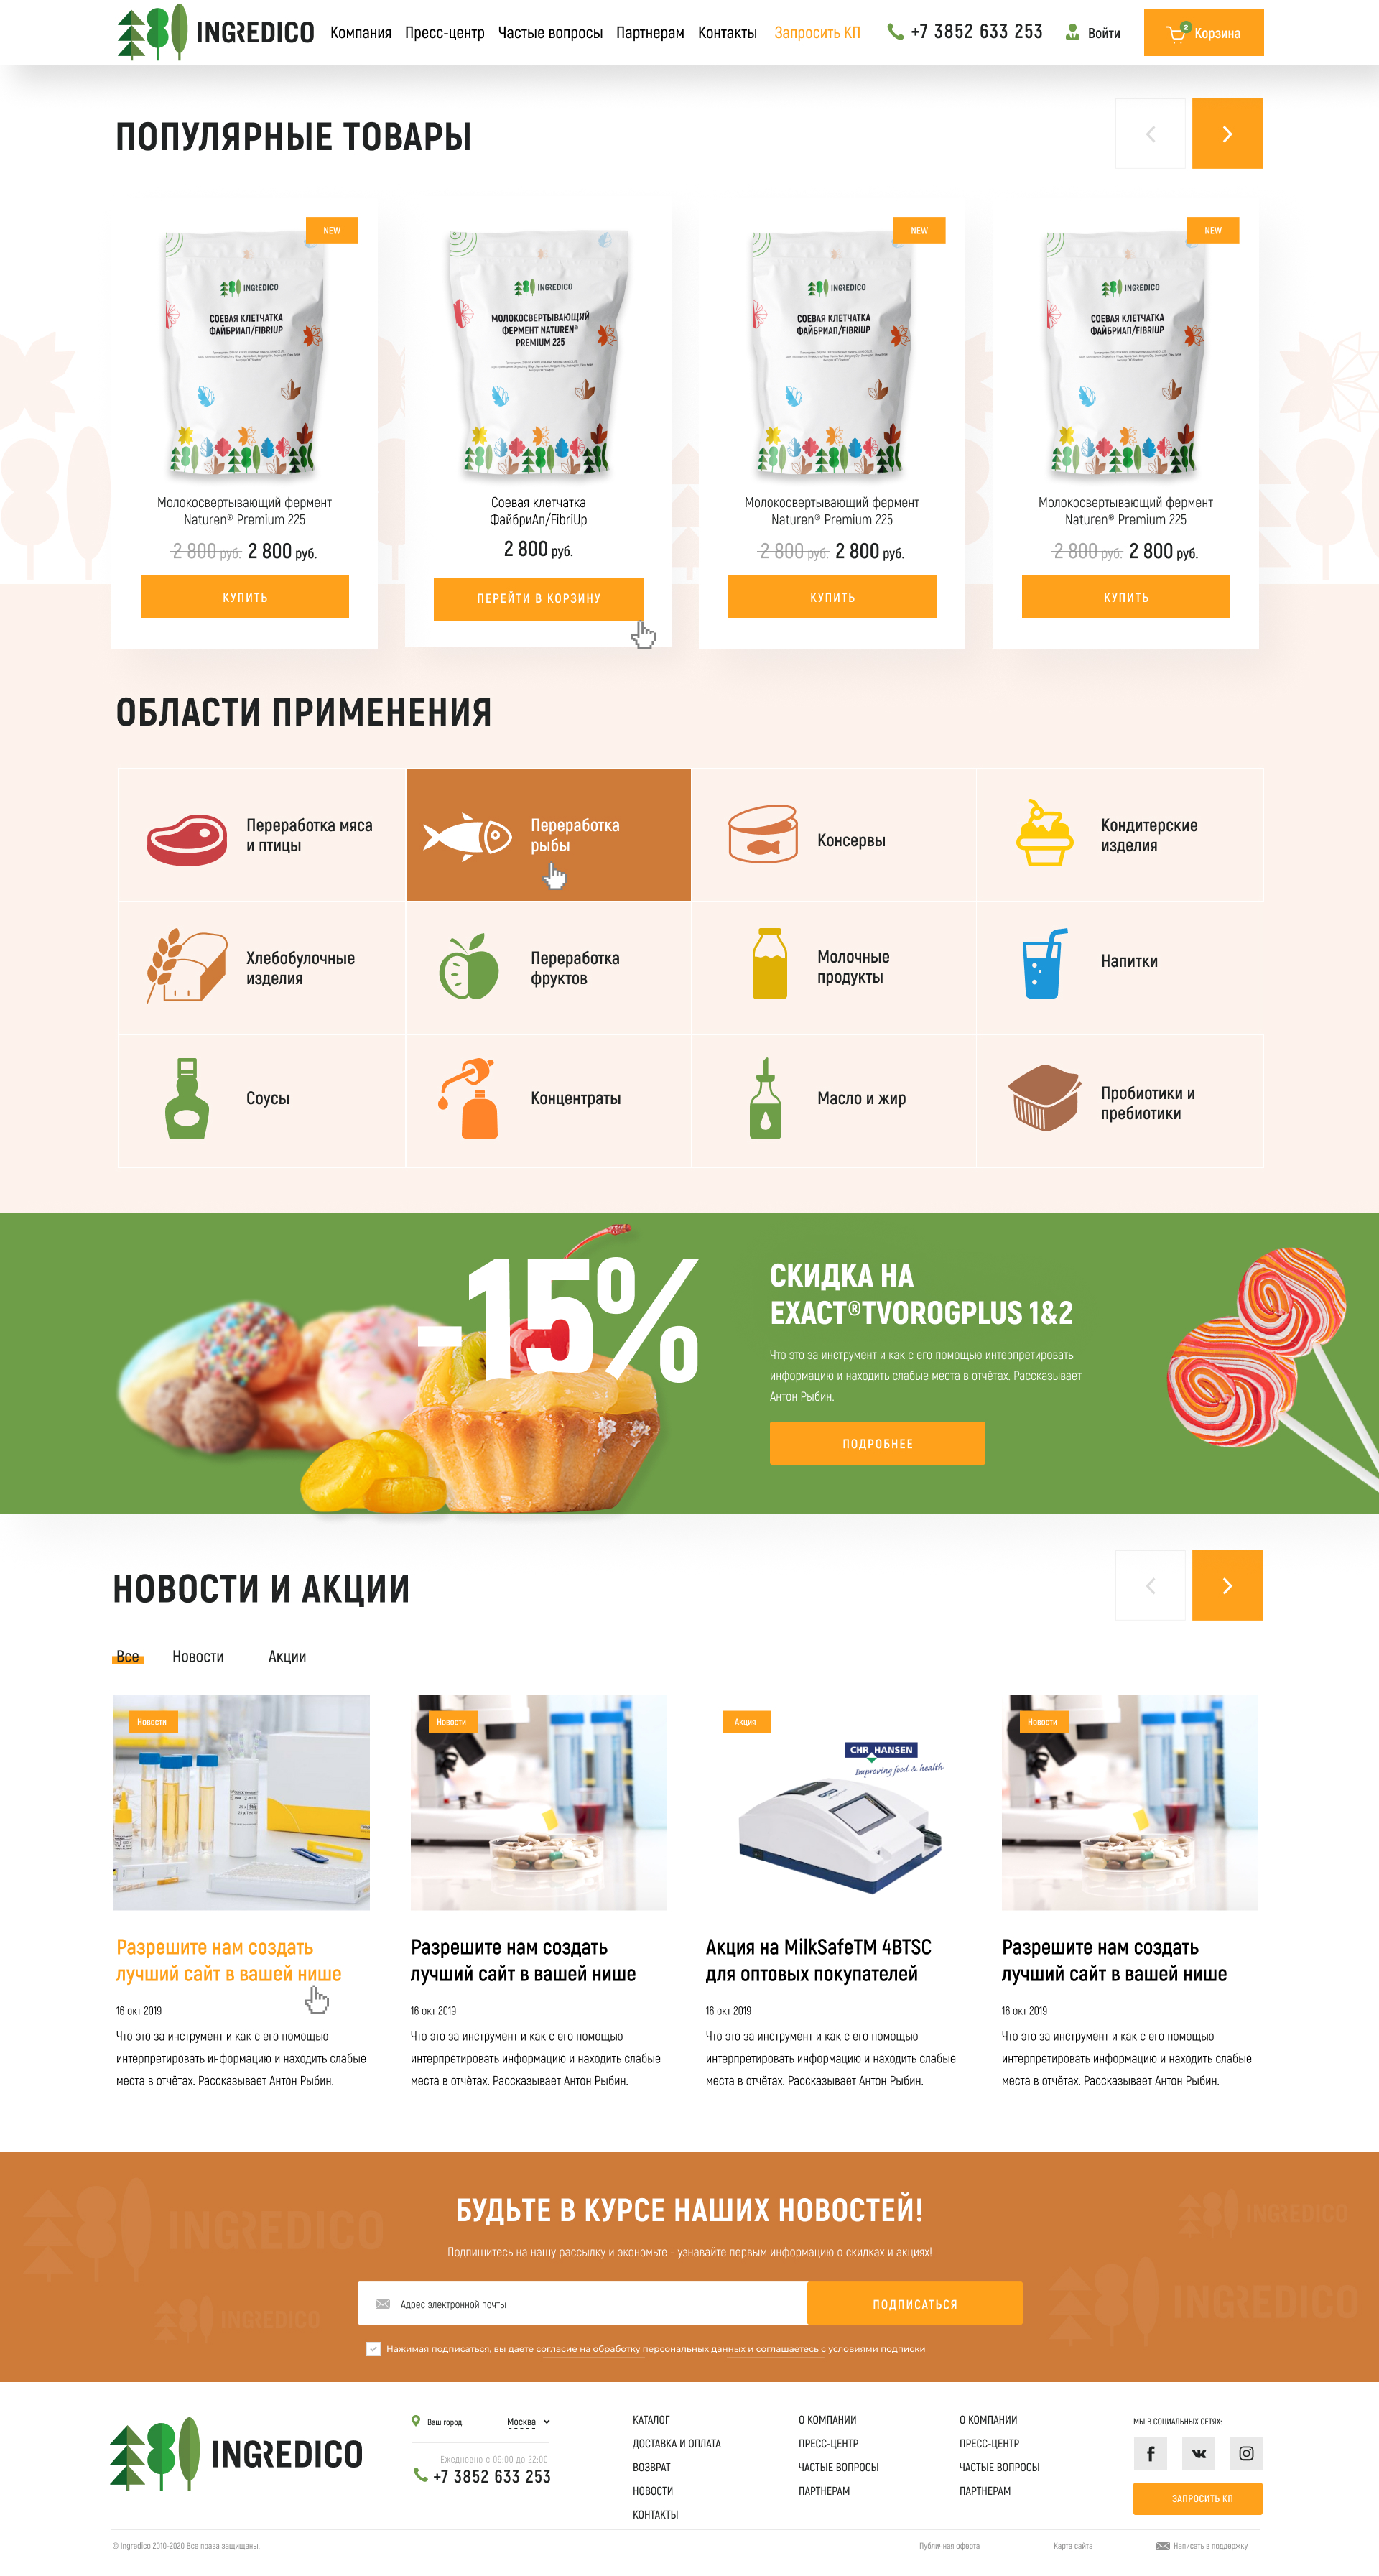 INGREDICO
Компания Пресс-центр Частые вопросы Партнерам Контакты Запросить КП +7 3852 633 253 Войти 2 Корзина
ПОПУЛЯРНЫЕ ТОВАРЫ
NEW
INGREDICO
СОЕВАЯ КЛЕТЧАТКА
ФАЙБРИАП/FIBRIUP
Молокосвертывающий фермент
Naturen® Premium 225
2 800 руб. 2 800 руб.
КУПИТЬ
INGREDICO
МОЛОКОСВЕРТЫВАЮЩИЙ
ФЕРМЕНТ NATUREN®
PREMIUM 225
Соевая клетчатка
ФайбриАп/FibriUp
2 800 руб.
ПЕРЕЙТИ В КОРЗИНУ
NEW
INGREDICO
СОЕВАЯ КЛЕТЧАТКА
ФАЙБРИАП/FIBRIUP
Молокосвертывающий фермент
Naturen® Premium 225
2 800 руб. 2 800 руб.
КУПИТЬ
NEW
INGREDICO
СОЕВАЯ КЛЕТЧАТКА
ФАЙБРИАП/FIBRIUP
Молокосвертывающий фермент
Naturen® Premium 225
2 800 руб. 2 800 руб.
КУПИТЬ
ОБЛАСТИ ПРИМЕНЕНИЯ
Переработка мяса
и птицы
Переработка
рыбы
Консервы
Кондитерские
изделия
Хлебобулочные
изделия
Переработка
фруктов
Молочные
продукты
Напитки
Соусы
Концентраты
Масло и жир
Пробиотики и
пребиотики
-15%
СКИДКА НА
EXACT®TVOROGPLUS 1&2
Что это за инструмент и как с его помощью интерпретировать
информацию и находить слабые места в отчётах. Рассказывает
Антон Рыбин.
ПОДРОБНЕЕ
НОВОСТИ И АКЦИИ
Все Новости Акции
Новости
Разрешите нам создать
лучший сайт в вашей нише
16 окт 2019
Что это за инструмент и как с его помощью
интерпретировать информацию и находить слабые
места в отчётах. Рассказывает Антон Рыбин.
Новости
Разрешите нам создать
лучший сайт в вашей нише
16 окт 2019
Что это за инструмент и как с его помощью
интерпретировать информацию и находить слабые
места в отчётах. Рассказывает Антон Рыбин.
Акция
CHR HANSEN
Improving food & health
Акция на MilkSafeTM 4BTSC
для оптовых покупателей
16 окт 2019
Что это за инструмент и как с его помощью
интерпретировать информацию и находить слабые
места в отчётах. Рассказывает Антон Рыбин.
Новости
Разрешите нам создать
лучший сайт в вашей нише
16 окт 2019
Что это за инструмент и как с его помощью
интерпретировать информацию и находить слабые
места в отчётах. Рассказывает Антон Рыбин.
INGREDICO
INGREDICO
INGREDICO
INGREDICO
БУДЬТЕ В КУРСЕ НАШИХ НОВОСТЕЙ!
Подпишитесь на нашу рассылку и экономьте - узнавайте первым информацию о скидках и акциях!
Адрес электронной почты
ПОДПИСАТЬСЯ
Нажимая подписаться, вы даете согласие на обработку персональных данных и соглашаетесь с условиями подписки
INGREDICO
Ваш город: Москва
Ежедневно с 09:00 до 22:00
+7 3852 633 253
КАТАЛОГ
ДОСТАВКА И ОПЛАТА
ВОЗВРАТ
НОВОСТИ
КОНТАКТЫ
О КОМПАНИИ
ПРЕСС-ЦЕНТР
ЧАСТЫЕ ВОПРОСЫ
ПАРТНЕРАМ
О КОМПАНИИ
ПРЕСС-ЦЕНТР
ЧАСТЫЕ ВОПРОСЫ
ПАРТНЕРАМ
МЫ В СОЦИАЛЬНЫХ СЕТЯХ:
ЗАПРОСИТЬ КП
© Ingredico 2010-2020 Все права защищены.
Публичная оферта
Карта сайта
Написать в поддержку